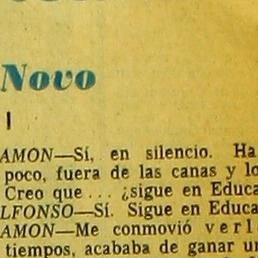 Novo
I
AMON—Sí, en silencio. Ha
poco, fuera de las canas y lo
Creo que... ¿sigue en Educa
LFONSO—Sí. Sigue en Educa
AMON—Me conmovió verl
tiempos, acababa de ganar un